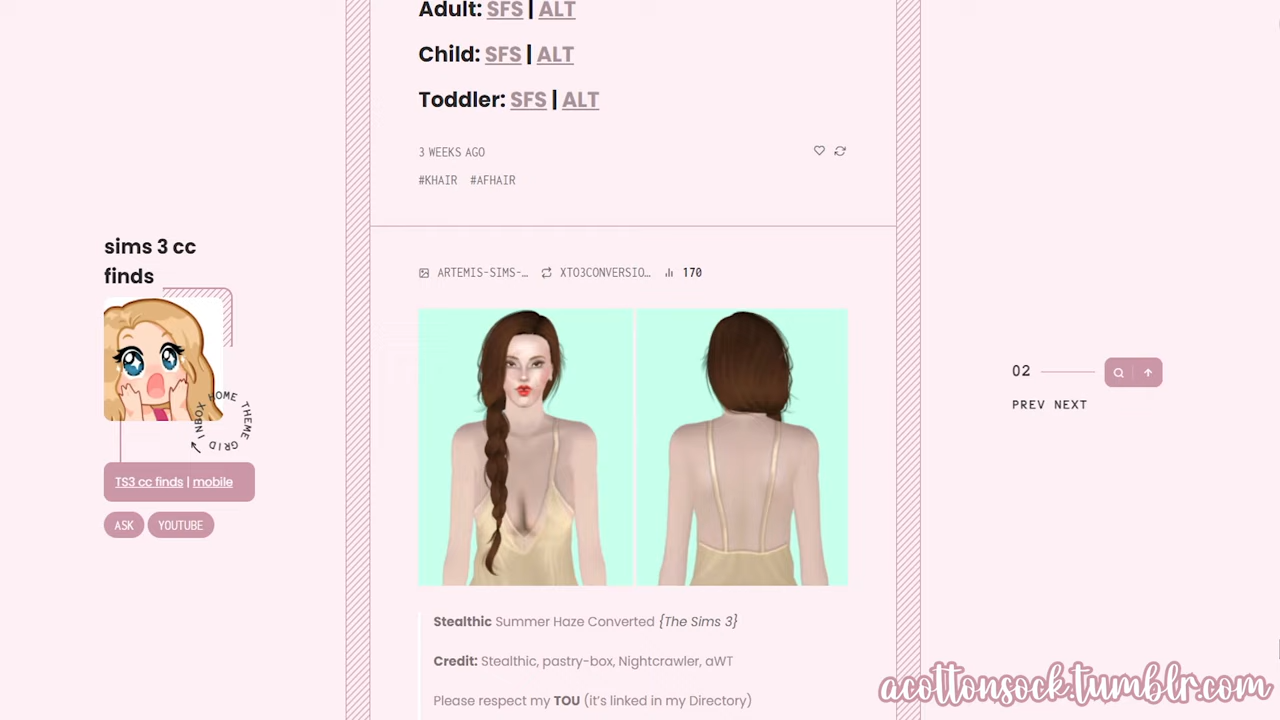 Adult: SFS | ALT
Child: SFS | ALT
Toddler: SFS | ALT
3 WEEKS AGO
#KHAIR #AFHAIR
sims 3 cc
finds
HOME THEME GRID INBOX
TS3 cc finds | mobile
ASK YOUTUBE
ARTEMIS-SIMS-… XTO3CONVERSIO… 170
Stealthic Summer Haze Converted {The Sims 3}
Credit: Stealthic, pastry-box, Nightcrawler, aWT
Please respect my TOU (it’s linked in my Directory)
02
PREV NEXT
acottonsock.tumblr.com